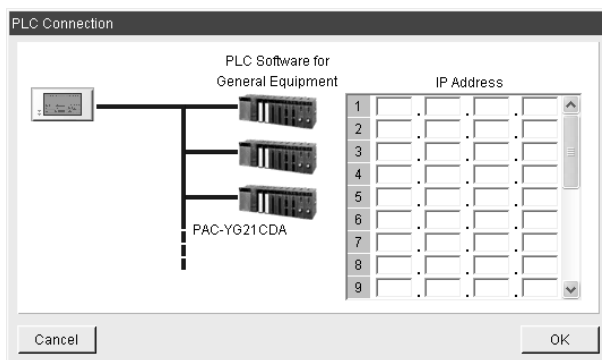 PLC Connection
PLC Software for
General Equipment
IP Address
1 . . .
2 . . .
3 . . .
4 . . .
5 . . .
6 . . .
7 . . .
8 . . .
9 . . .
PAC-YG21CDA
Cancel
OK